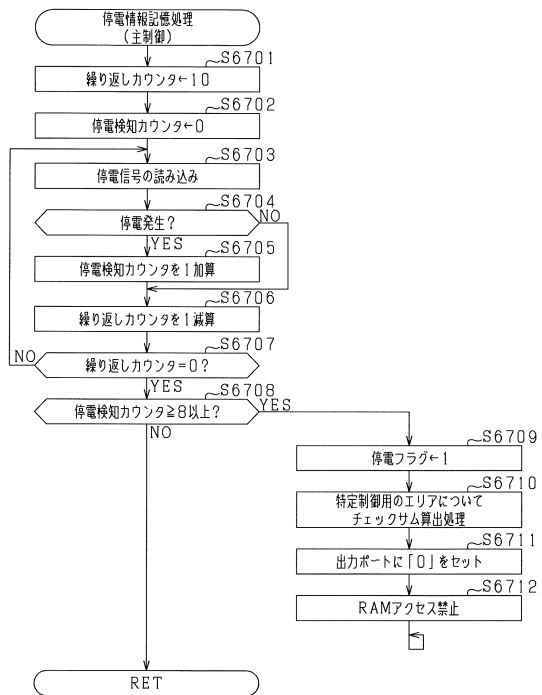 停電情報記憶処理
(主制御)
S6701
繰り返しカウンタ←10
S6702
停電検知カウンタ←0
S6703
停電信号の読み込み
S6704
停電発生?
NO
YES
S6705
停電検知カウンタを1加算
S6706
繰り返しカウンタを1減算
S6707
NO
繰り返しカウンタ=0?
YES
S6708
停電検知カウンタ≧8以上?
YES
NO
S6709
停電フラグ←1
S6710
特定制御用のエリアについて
チェックサム算出処理
S6711
出力ポートに「0」をセット
S6712
RAMアクセス禁止
RET